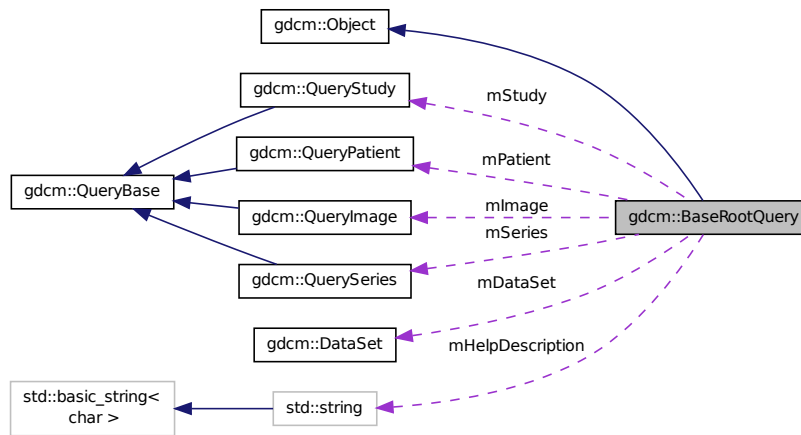 gdcm::Object
gdcm::QueryStudy
mStudy
gdcm::QueryPatient
mPatient
gdcm::QueryBase
gdcm::QueryImage
mImage
gdcm::BaseRootQuery
mSeries
gdcm::QuerySeries
mDataSet
gdcm::DataSet
mHelpDescription
std::basic_string<
char >
std::string